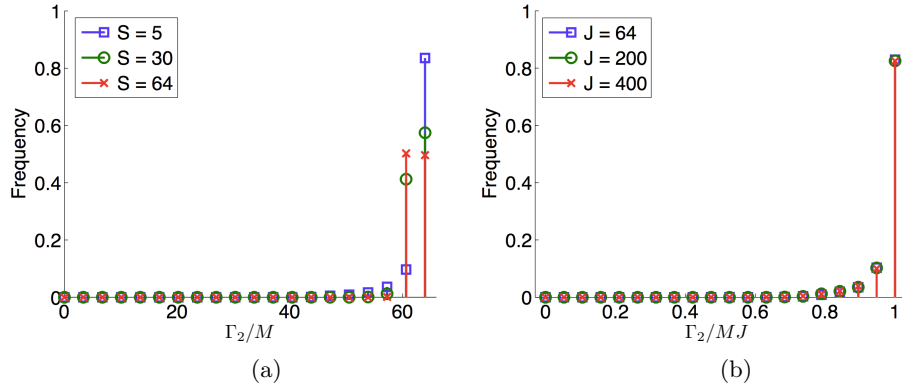 S = 5
S = 30
S = 64
Frequency
1
0.8
0.6
0.4
0.2
0
0 20 40 60
Γ₂/M
(a)
J = 64
J = 200
J = 400
Frequency
1
0.8
0.6
0.4
0.2
0
0 0.2 0.4 0.6 0.8 1
Γ₂/MJ
(b)